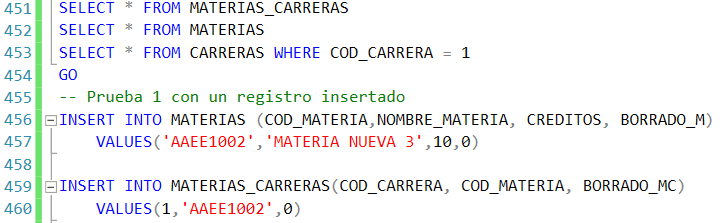 451 SELECT * FROM MATERIAS_CARRERAS
452 SELECT * FROM MATERIAS
453 SELECT * FROM CARRERAS WHERE COD_CARRERA = 1
454 GO
455 -- Prueba 1 con un registro insertado
456 INSERT INTO MATERIAS (COD_MATERIA,NOMBRE_MATERIA, CREDITOS, BORRADO_M)
457 VALUES('AAEE1002','MATERIA NUEVA 3',10,0)
458
459 INSERT INTO MATERIAS_CARRERAS(COD_CARRERA, COD_MATERIA, BORRADO_MC)
460 VALUES(1,'AAEE1002',0)